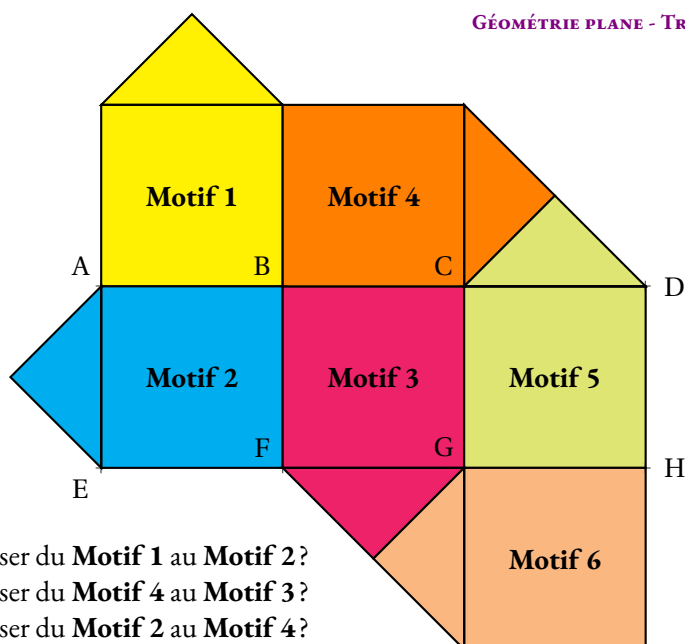 GÉOMÉTRIE PLANE - TR
Motif 1
Motif 4
A
B
C
D
Motif 2
Motif 3
Motif 5
F
G
H
E
ser du Motif 1 au Motif 2 ?
Motif 6
ser du Motif 4 au Motif 3 ?
ser du Motif 2 au Motif 4 ?